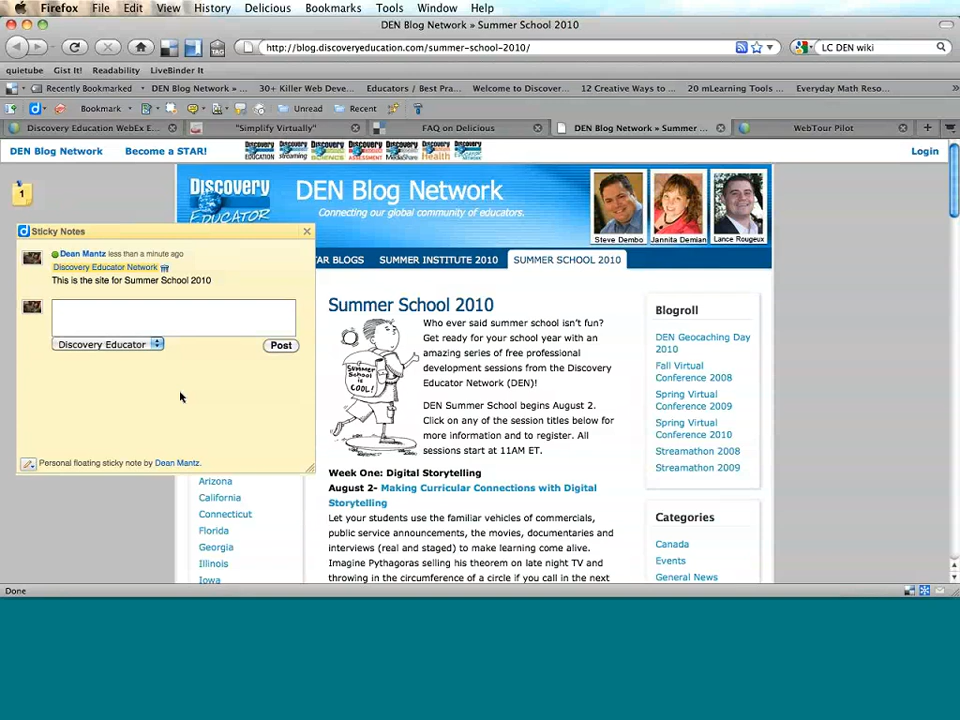 Firefox File Edit View History Delicious Bookmarks Tools Window Help
DEN Blog Network » Summer School 2010
http://blog.discoveryeducation.com/summer-school-2010/
LC DEN wiki
TAG
quietube Gist It! Readability LiveBinder It
Recently Bookmarked DEN Blog Network » ... 30+ Killer Web Deve... Educators / Best Pra... Welcome to Discover... 12 Creative Ways to ... 20 mLearning Tools ... Everyday Math Reso...
Bookmark Unread Recent
Discovery Education WebEx E... "Simplify Virtually" FAQ on Delicious DEN Blog Network » Summer ... WebTour Pilot
DEN Blog Network Become a STAR! Login
1
Discovery
EDUCATOR
DEN Blog Network
Connecting our global community of educators.
Steve Dembo Jannita Demian Lance Rougeux
AR BLOGS SUMMER INSTITUTE 2010 SUMMER SCHOOL 2010
Sticky Notes
Dean Mantz less than a minute ago
Discovery Educator Network
This is the site for Summer School 2010
Discovery Educator Post
Personal floating sticky note by Dean Mantz.
Arizona
California
Connecticut
Florida
Georgia
Illinois
Iowa
Summer School 2010
SUMMER
SCHOOL
IS
COOL!
Who ever said summer school isn't fun?
Get ready for your school year with an
amazing series of free professional
development sessions from the Discovery
Educator Network (DEN)!
DEN Summer School begins August 2.
Click on any of the session titles below for
more information and to register. All
sessions start at 11AM ET.
Week One: Digital Storytelling
August 2- Making Curricular Connections with Digital
Storytelling
Let your students use the familiar vehicles of commercials,
public service announcements, the movies, documentaries and
interviews (real and staged) to make learning come alive.
Imagine Pythagoras selling his theorem on late night TV and
throwing in the circumference of a circle if you call in the next
Blogroll
DEN Geocaching Day
2010
Fall Virtual
Conference 2008
Spring Virtual
Conference 2009
Spring Virtual
Conference 2010
Streamathon 2008
Streamathon 2009
Categories
Canada
Events
General News
Done